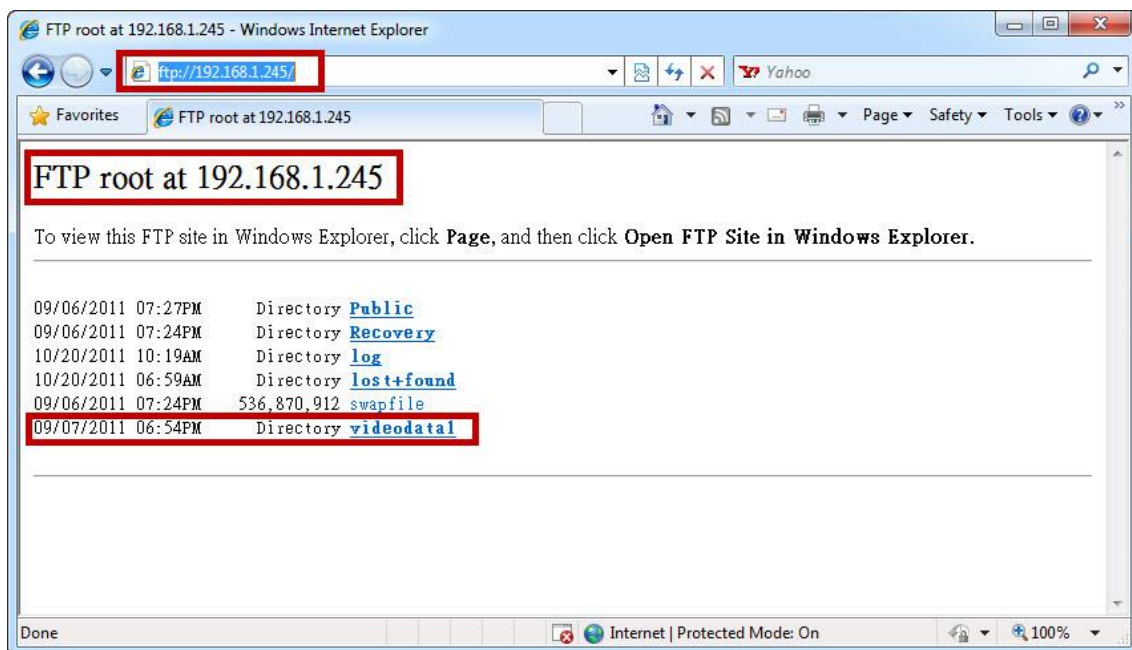 FTP root at 192.168.1.245 - Windows Internet Explorer
ftp://192.168.1.245/
Yahoo
Favorites FTP root at 192.168.1.245 Page Safety Tools
FTP root at 192.168.1.245
To view this FTP site in Windows Explorer, click Page, and then click Open FTP Site in Windows Explorer.
09/06/2011 07:27PM Directory Public
09/06/2011 07:24PM Directory Recovery
10/20/2011 10:19AM Directory log
10/20/2011 06:59AM Directory lost+found
09/06/2011 07:24PM 536,870,912 swapfile
09/07/2011 06:54PM Directory videodata1
Done Internet | Protected Mode: On 100%